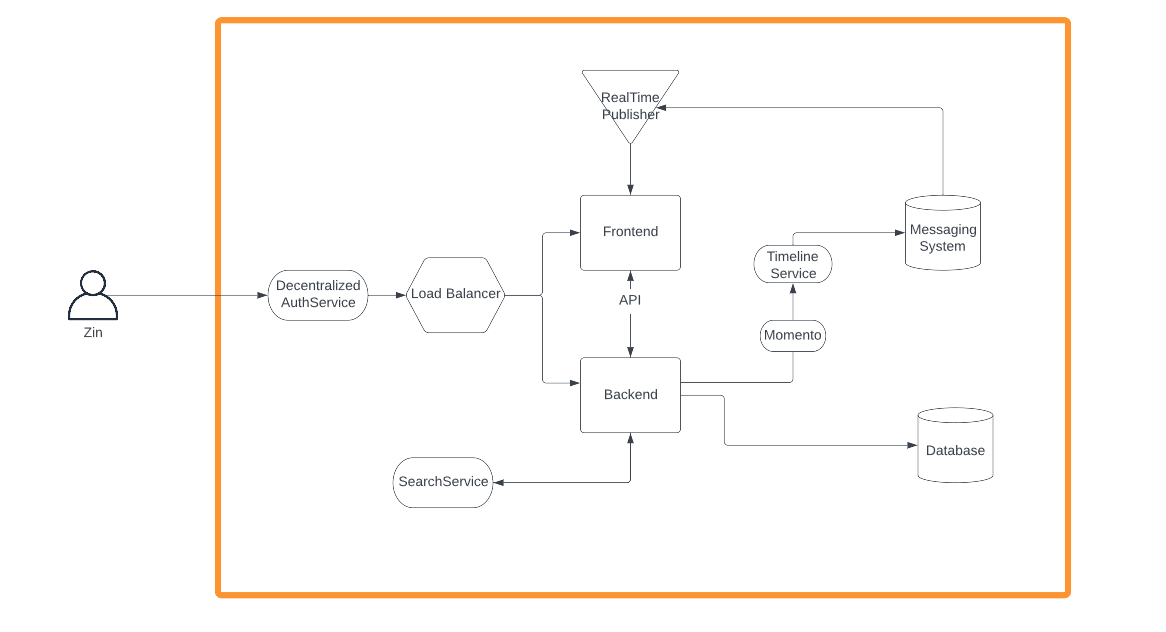 RealTime
Publisher
Frontend
Messaging
System
Timeline
Service
Decentralized
AuthService
Load Balancer
API
Zin
Momento
Backend
Database
SearchService